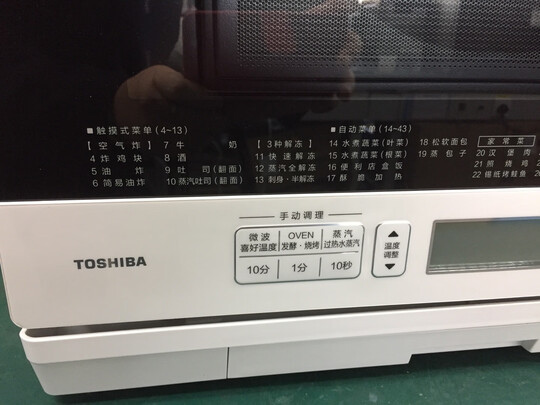 ■ 触摸式菜单 (4~13)
【 空 气 炸 】 7 牛 奶 【 3种解冻 】
4 炸 鸡 块 8 酒 11 快 速 解 冻
5 油 炸 9 吐 司 (翻面) 12 蒸汽全解冻
6 简易油炸 10 蒸汽吐司 (翻面) 13 刺身·半解冻
■ 自动菜单 (14~43)
14 水煮蔬菜 (叶菜) 18 松软面包 家 常 菜
15 水煮蔬菜 (根菜) 19 蒸 包 子 20 汉 堡 肉
16 便利店盒饭 21 照 烧 鸡
17 酥 脆 加 热 22 锡纸烤鲑鱼
手动调理
微波 OVEN 蒸汽
喜好温度 发酵·烧烤 过热水蒸汽
10分 1分 10秒
▲
温度
调整
▼
TOSHIBA